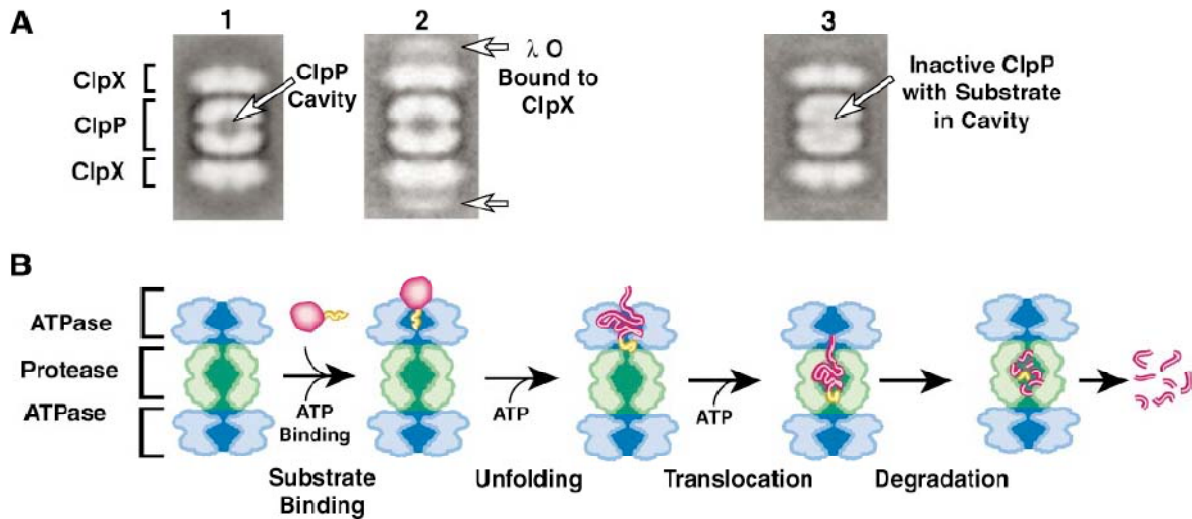 A
1
2
3
ClpX
ClpP
ClpX
ClpP
Cavity
λ O
Bound to
ClpX
Inactive ClpP
with Substrate
in Cavity
B
ATPase
Protease
ATPase
ATP
Binding
ATP
ATP
Substrate
Binding
Unfolding
Translocation
Degradation